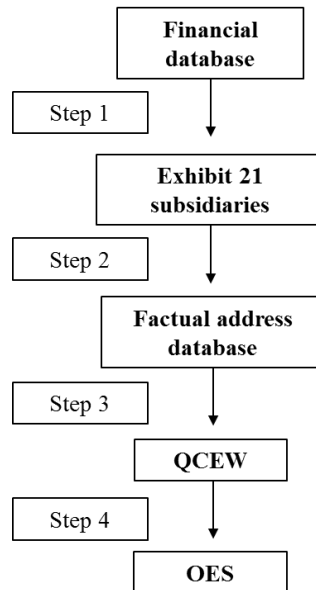 Financial
database
Step 1
Exhibit 21
subsidiaries
Step 2
Factual address
database
Step 3
QCEW
Step 4
OES